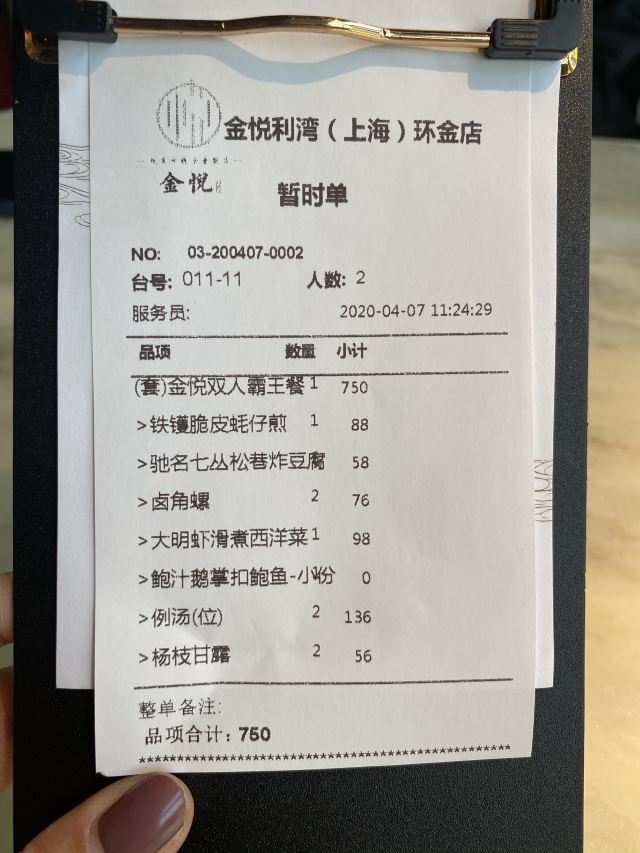 金悦利湾（上海）环金店
金悦
暂时单
NO: 03-200407-0002
台号: 011-11 人数: 2
服务员: 2020-04-07 11:24:29
品项 数量 小计
(套)金悦双人霸王餐 1 750
>铁镬脆皮蚝仔煎 1 88
>驰名七丛松巷炸豆腐 58
>卤角螺 2 76
>大明虾滑煮西洋菜 1 98
>鲍汁鹅掌扣鲍鱼-小份 0
>例汤(位) 2 136
>杨枝甘露 2 56
整单备注:
品项合计：750